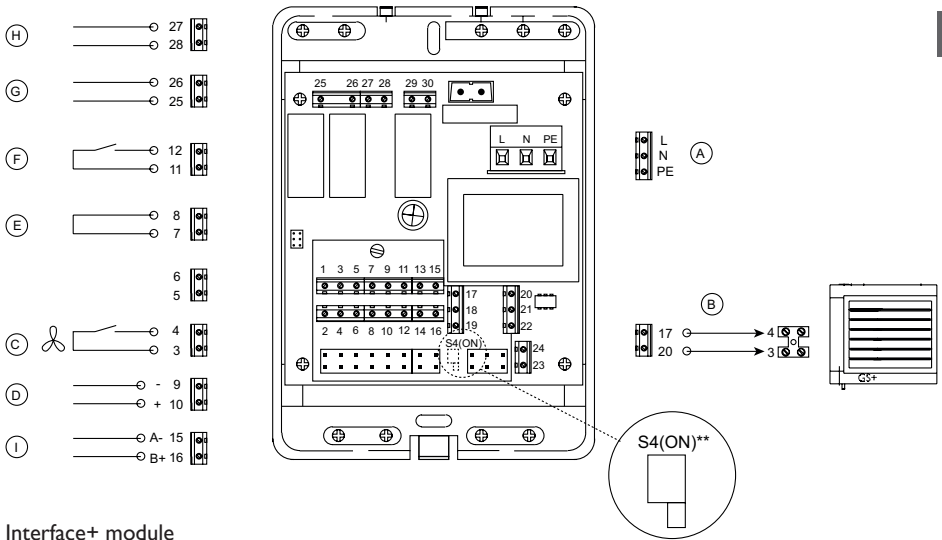 H 27
28
G 26
25
F 12
11
E 8
7
6
5
C 4
3
D - 9
+ 10
I A- 15
B+ 16
25 26 27 28 29 30
L N PE
1 3 5 7 9 11 13 15
2 4 6 8 10 12 14 16
17
18
19
20
21
22
S4(ON)
24
23
L
N
PE
A
B
17 4
20 3
GS+
S4(ON)**
Interface+ module